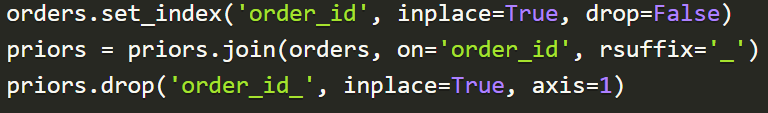 orders.set_index('order_id', inplace=True, drop=False)
priors = priors.join(orders, on='order_id', rsuffix='_')
priors.drop('order_id_', inplace=True, axis=1)